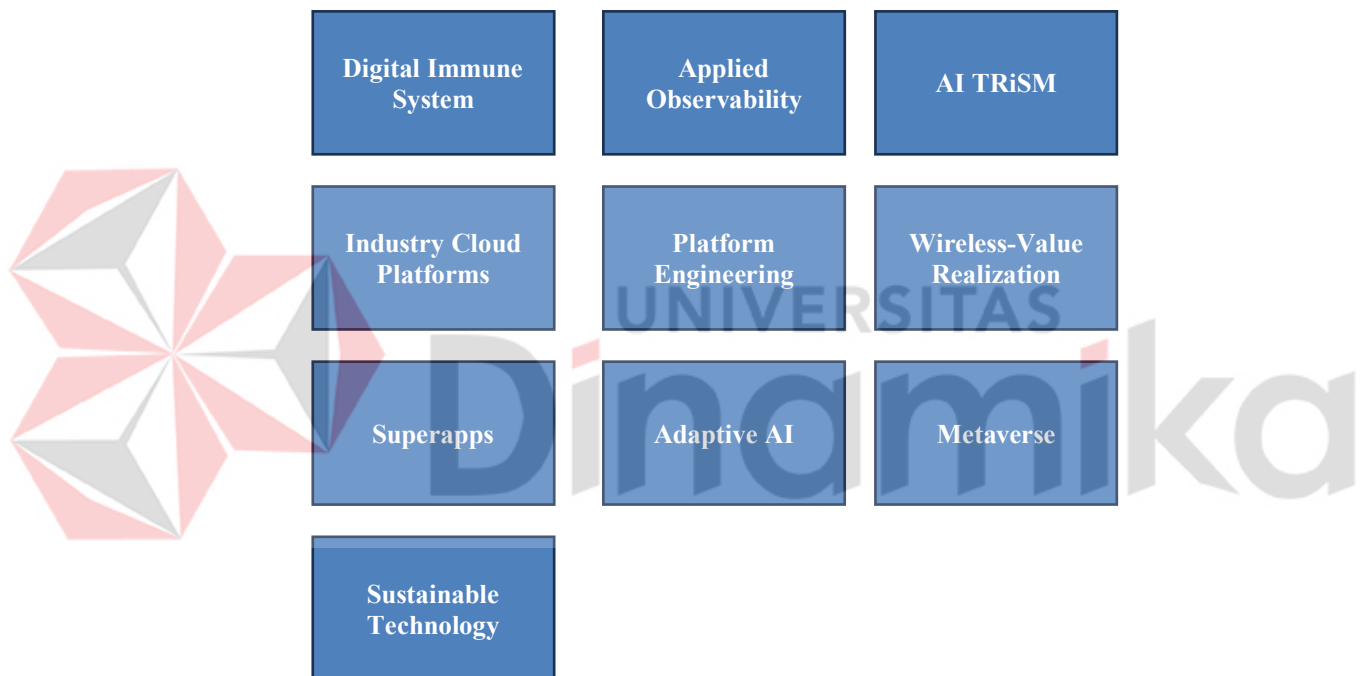 Digital Immune
System
Applied
Observability
AI TRiSM
Industry Cloud
Platforms
Platform
Engineering
Wireless-Value
Realization
UNIVERSITAS
Dinamika
Superapps
Adaptive AI
Metaverse
Sustainable
Technology